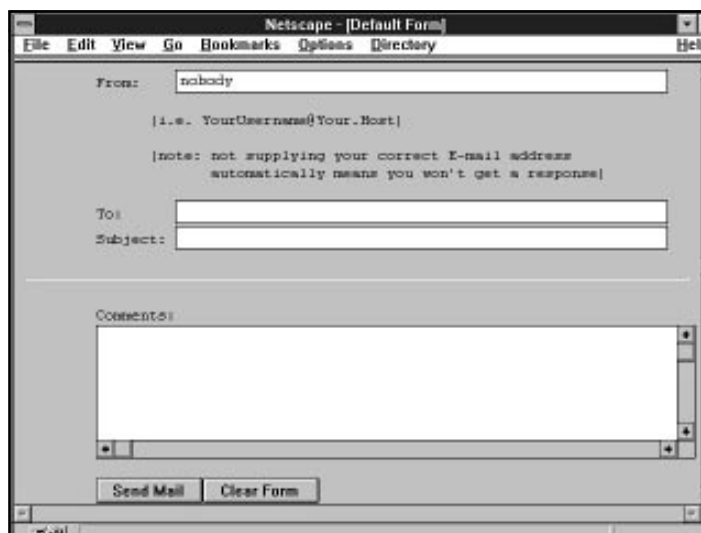 Netscape - [Default Form]
File Edit View Go Bookmarks Options Directory
From: nobody
|i.e. YourUsername@Your.Host|
|note: not supplying your correct E-mail address
automatically means you won't get a response|
To:
Subject:
Comments:
Send Mail Clear Form